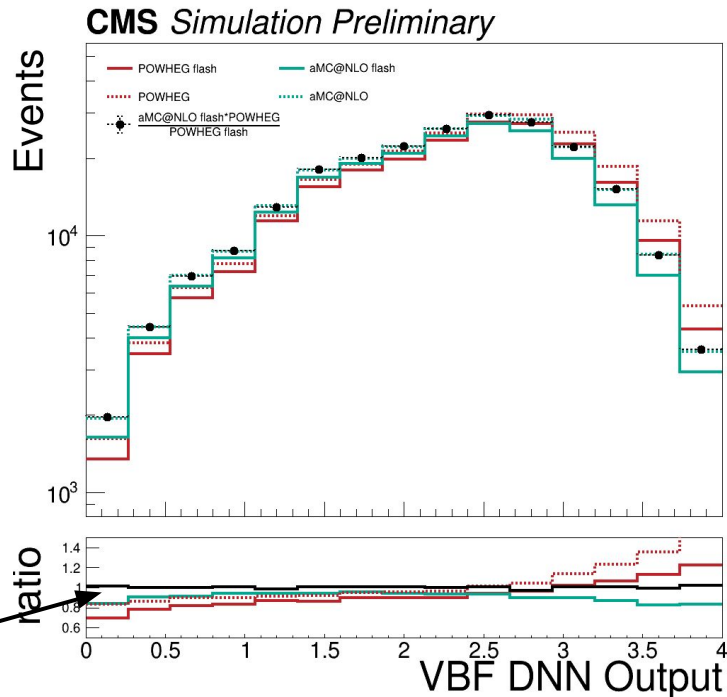 CMS Simulation Preliminary
Events
POWHEG flash
aMC@NLO flash
POWHEG
aMC@NLO
aMC@NLO flash*POWHEG
POWHEG flash
10⁴
10³
ratio
1.4
1.2
1
0.8
0.6
0 0.5 1 1.5 2 2.5 3 3.5 4
VBF DNN Output